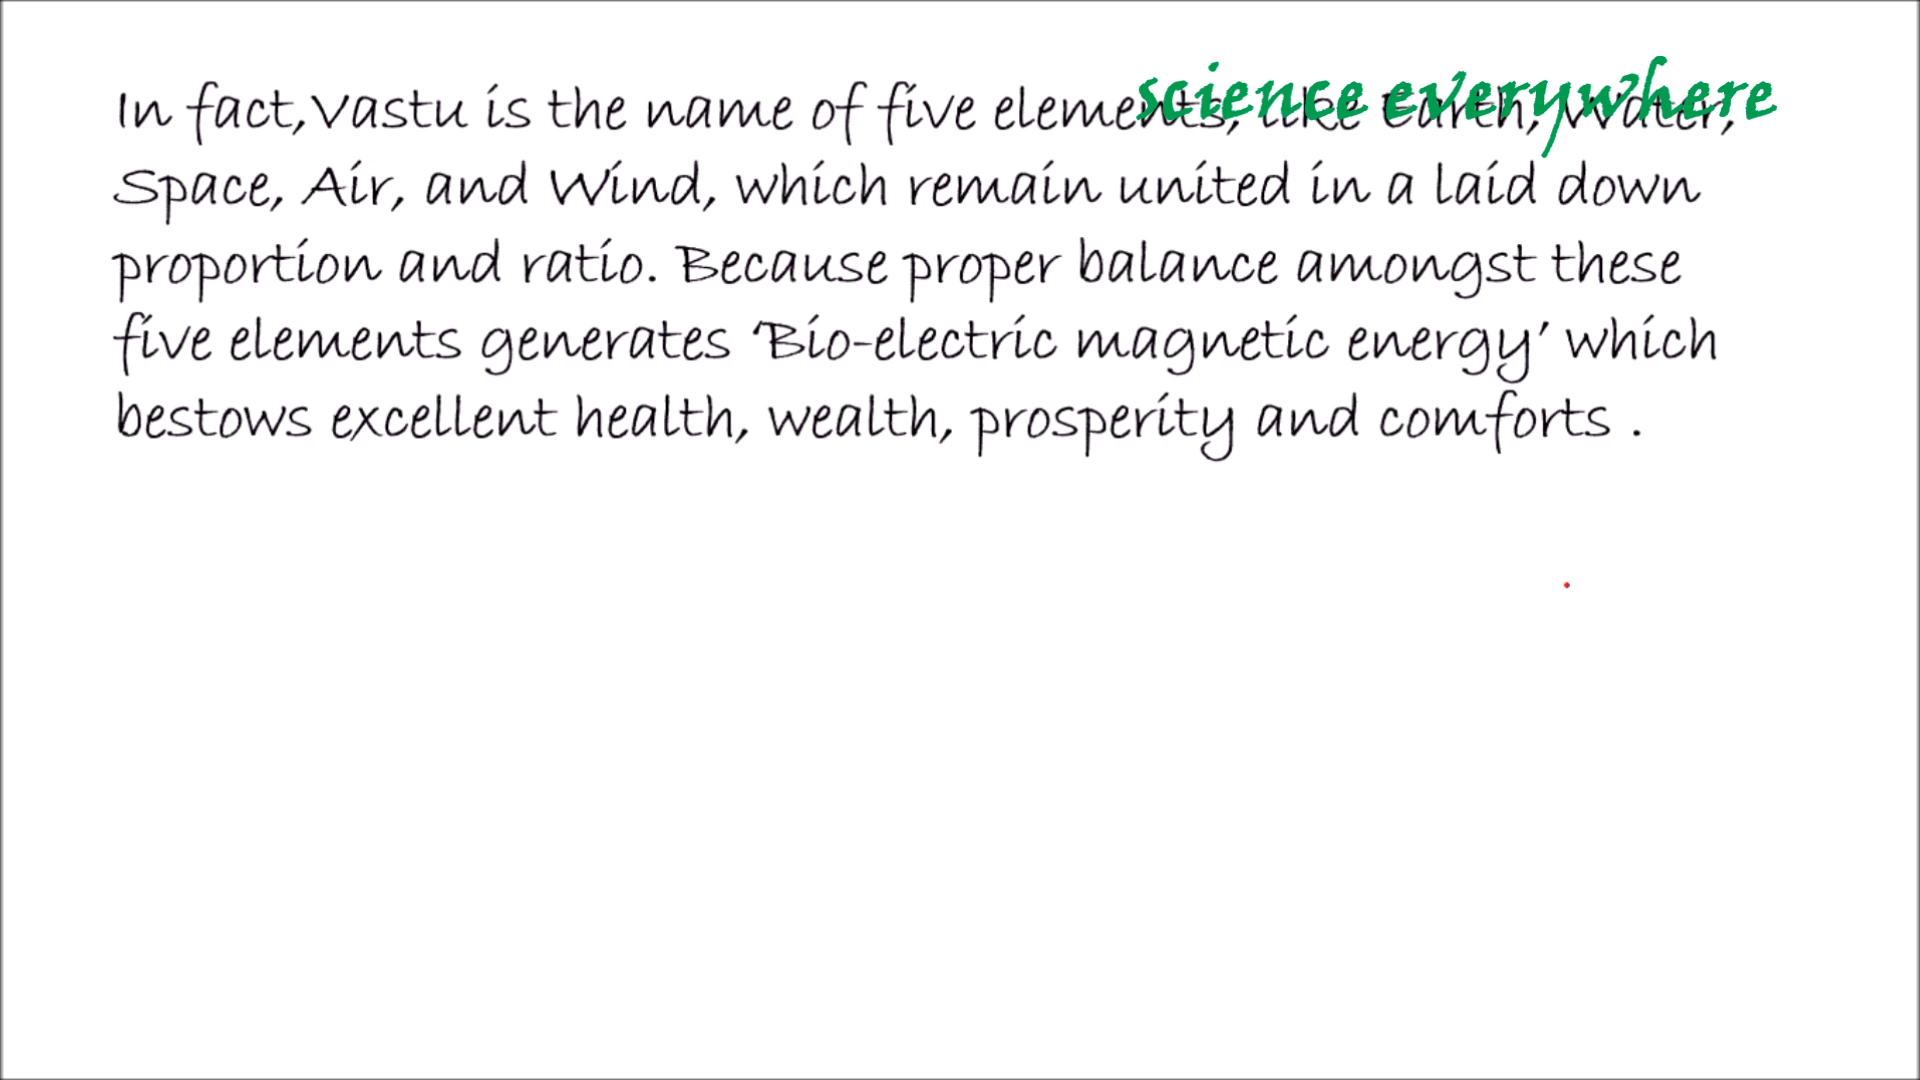 In fact,Vastu is the name of five elements, like Earth, Water,
science everywhere
Space, Air, and Wind, which remain united in a laid down
proportion and ratio. Because proper balance amongst these
five elements generates 'Bio-electric magnetic energy' which
bestows excellent health, wealth, prosperity and comforts .